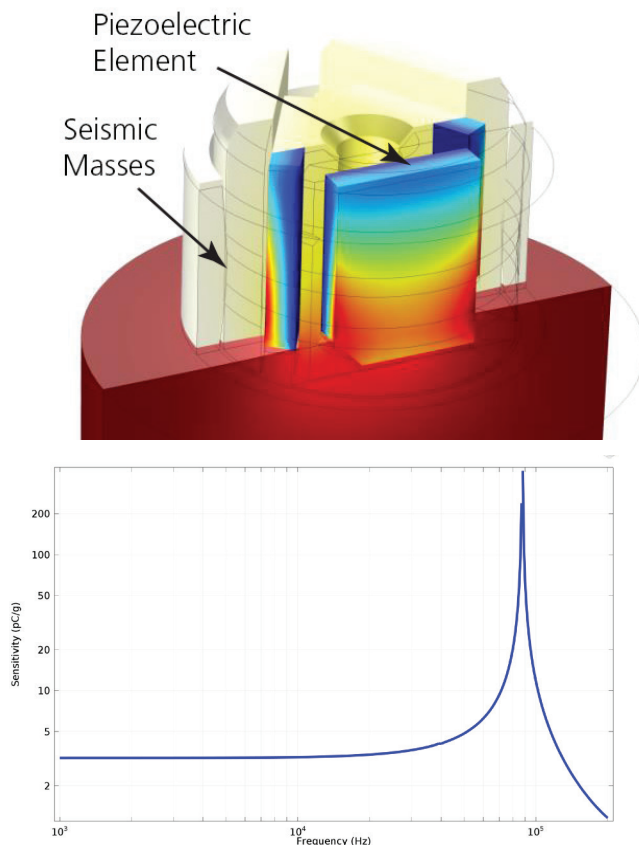 Piezoelectric
Element
Seismic
Masses
200
100
50
20
10
5
2
Sensitivity (pC/g)
10³
10⁴
10⁵
Frequency (Hz)